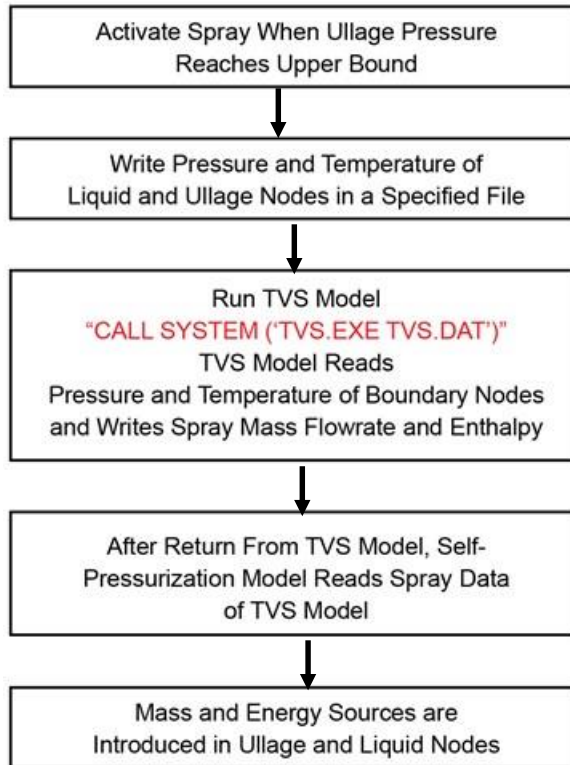 Activate Spray When Ullage Pressure
Reaches Upper Bound
Write Pressure and Temperature of
Liquid and Ullage Nodes in a Specified File
Run TVS Model
“CALL SYSTEM (‘TVS.EXE TVS.DAT’)”
TVS Model Reads
Pressure and Temperature of Boundary Nodes
and Writes Spray Mass Flowrate and Enthalpy
After Return From TVS Model, Self-
Pressurization Model Reads Spray Data
of TVS Model
Mass and Energy Sources are
Introduced in Ullage and Liquid Nodes